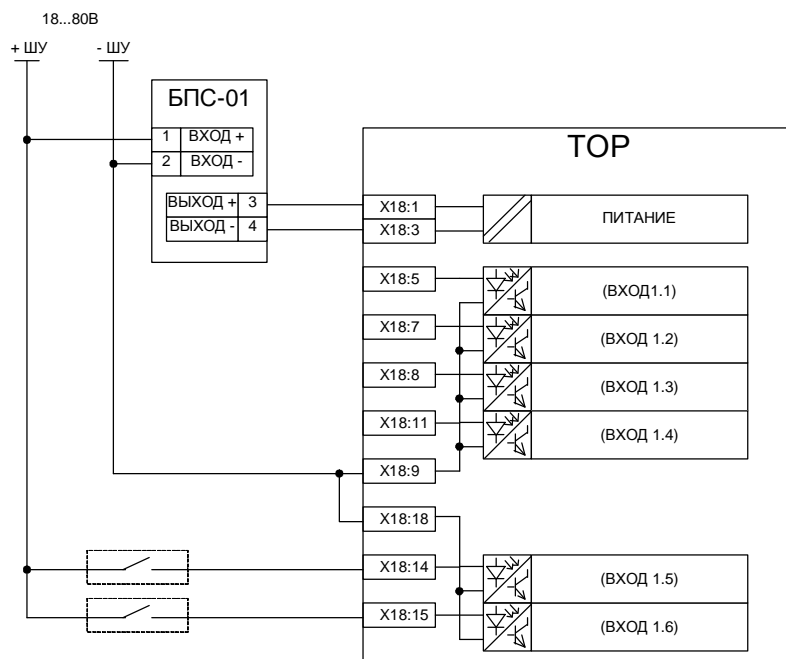 18...80В
+ ШУ
- ШУ
БПС-01
1 ВХОД +
2 ВХОД -
ВЫХОД + 3
ВЫХОД - 4
ТОР
X18:1
X18:3
ПИТАНИЕ
X18:5
(ВХОД1.1)
X18:7
(ВХОД 1.2)
X18:8
(ВХОД 1.3)
X18:11
(ВХОД 1.4)
X18:9
X18:18
X18:14
(ВХОД 1.5)
X18:15
(ВХОД 1.6)